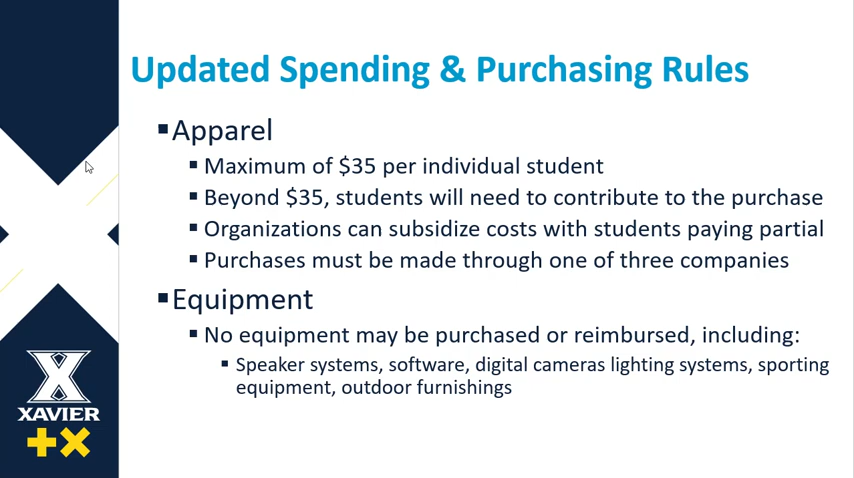 Updated Spending & Purchasing Rules
▪Apparel
▪ Maximum of $35 per individual student
▪ Beyond $35, students will need to contribute to the purchase
▪ Organizations can subsidize costs with students paying partial
▪ Purchases must be made through one of three companies
▪Equipment
▪ No equipment may be purchased or reimbursed, including:
▪ Speaker systems, software, digital cameras lighting systems, sporting
equipment, outdoor furnishings
X
XAVIER